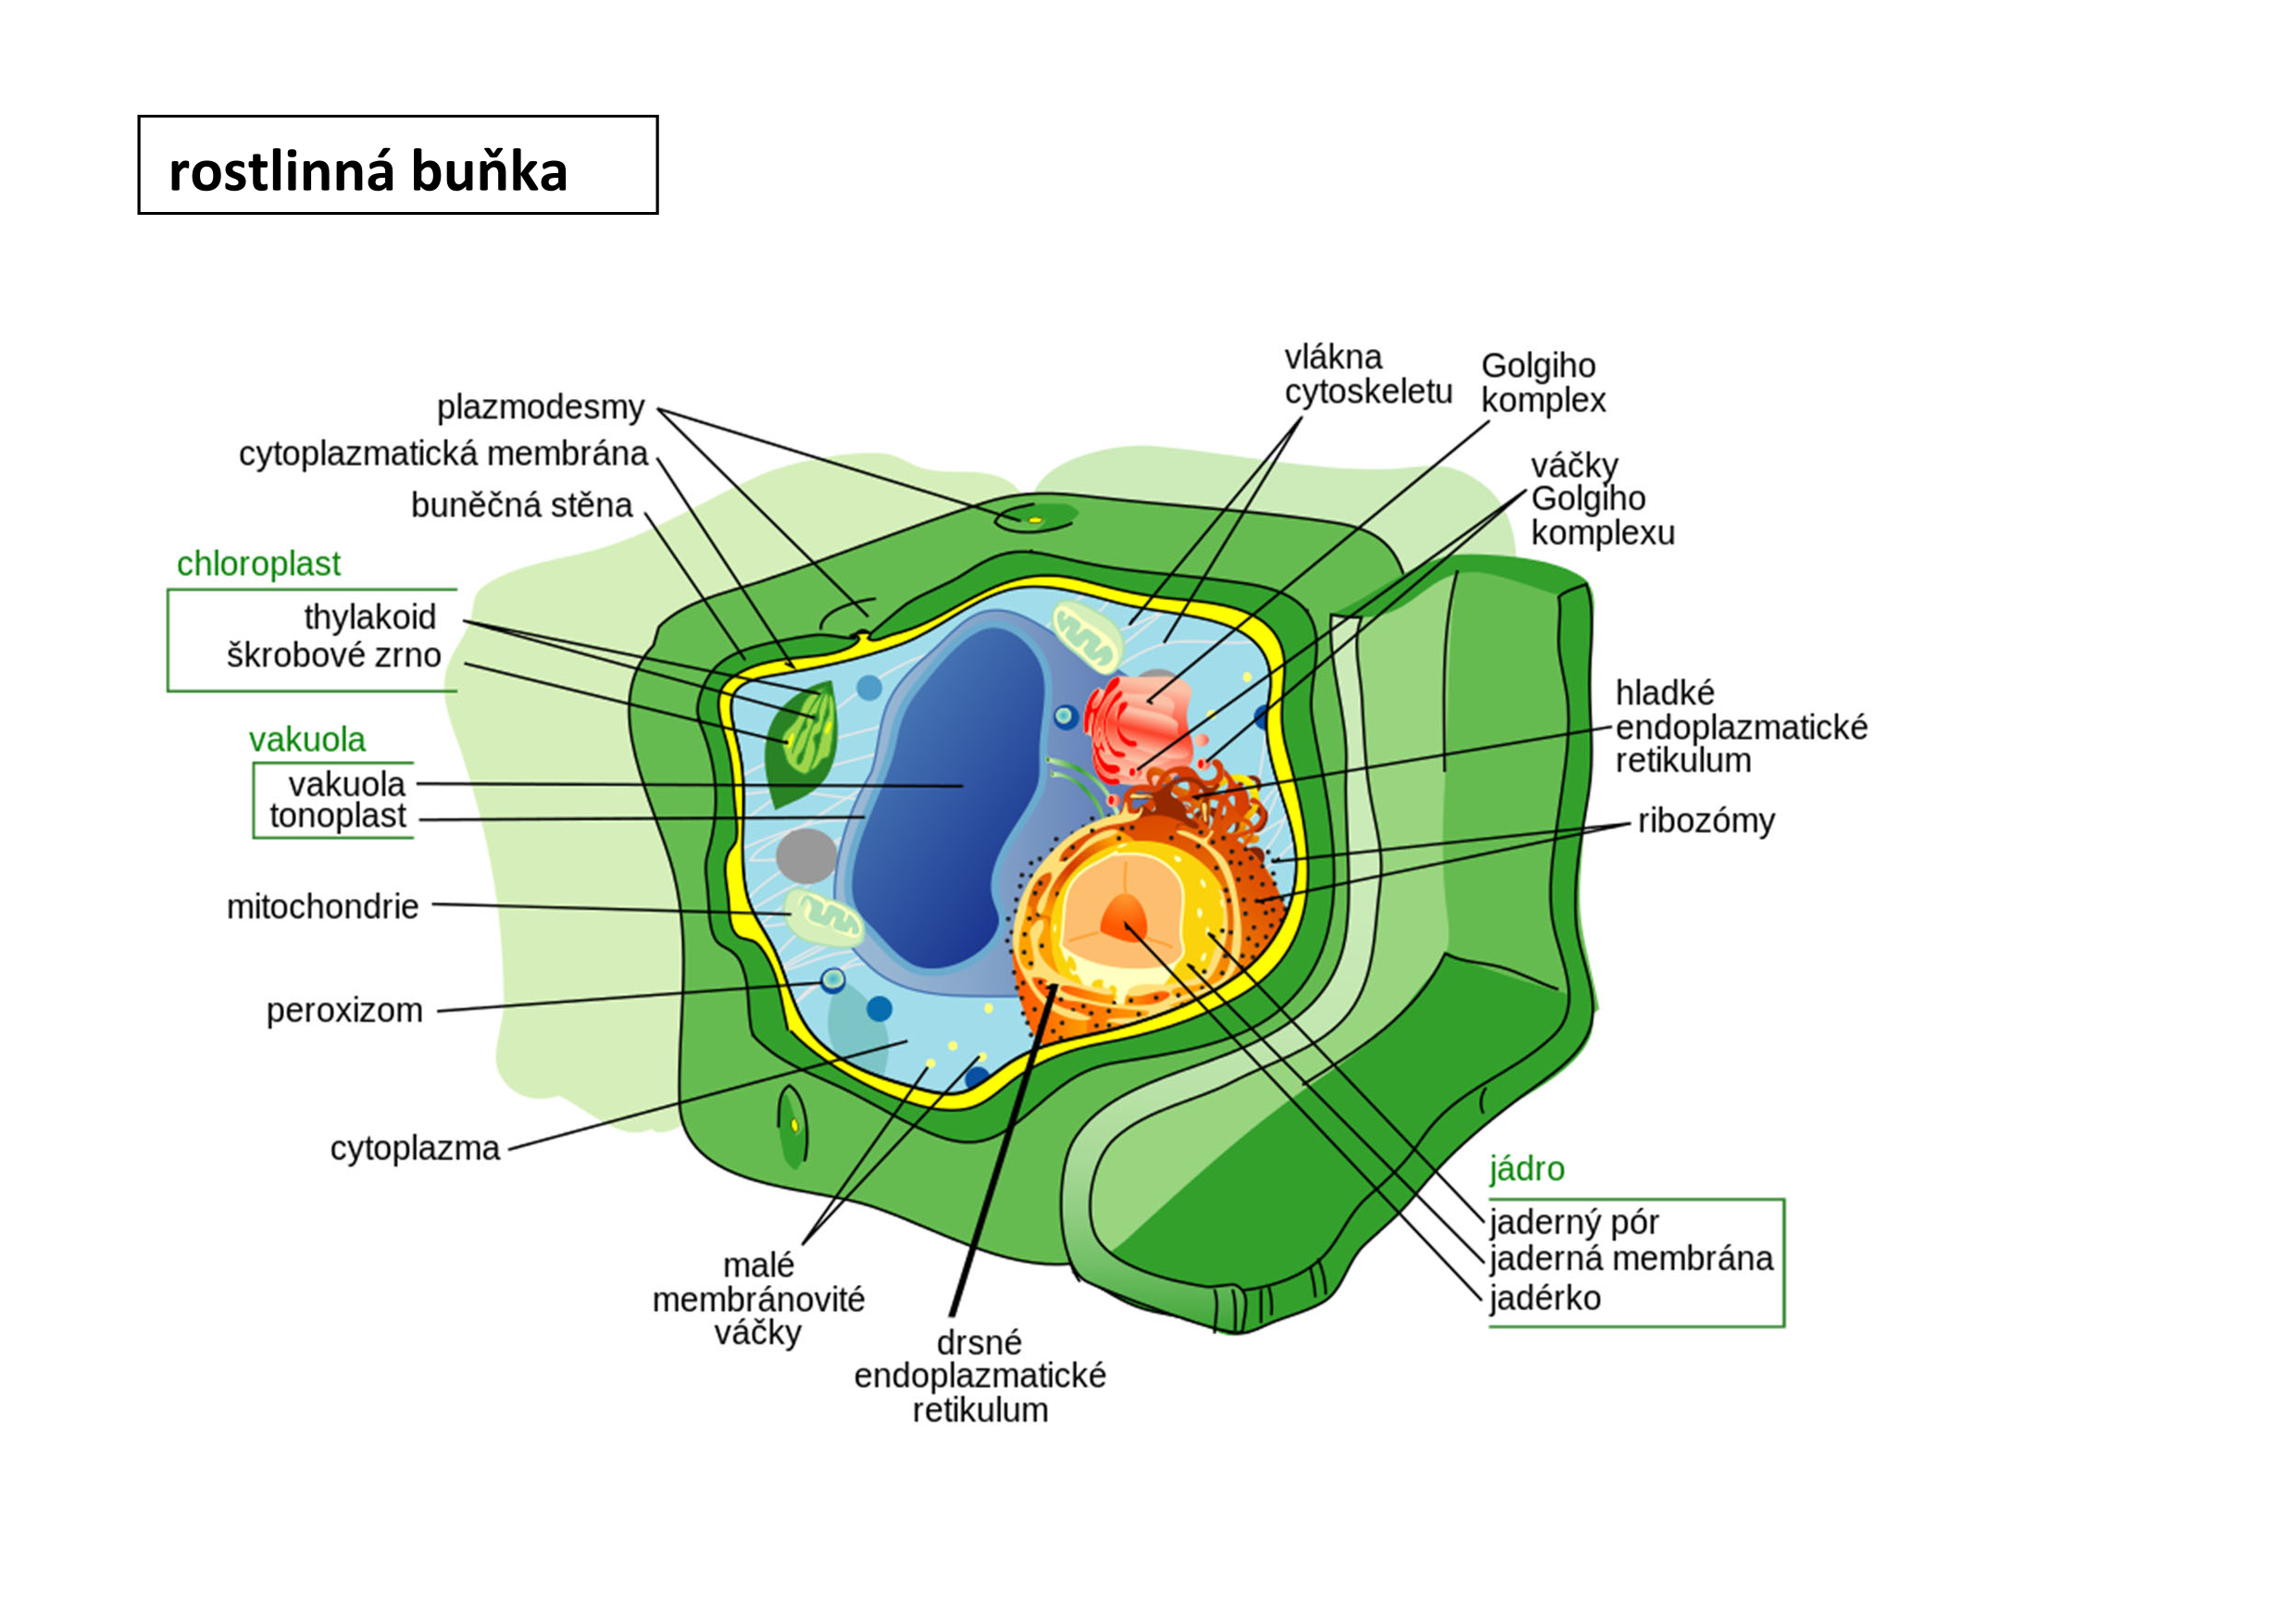 rostlinná buňka
plazmodesmy
cytoplazmatická membrána
buněčná stěna
chloroplast
thylakoid
škrobové zrno
vakuola
vakuola
tonoplast
mitochondrie
peroxizom
cytoplazma
malé
membránovité
váčky
drsné
endoplazmatické
retikulum
vlákna
cytoskeletu
Golgiho
komplex
váčky
Golgiho
komplexu
hladké
endoplazmatické
retikulum
ribozómy
jádro
jaderný pór
jaderná membrána
jadérko